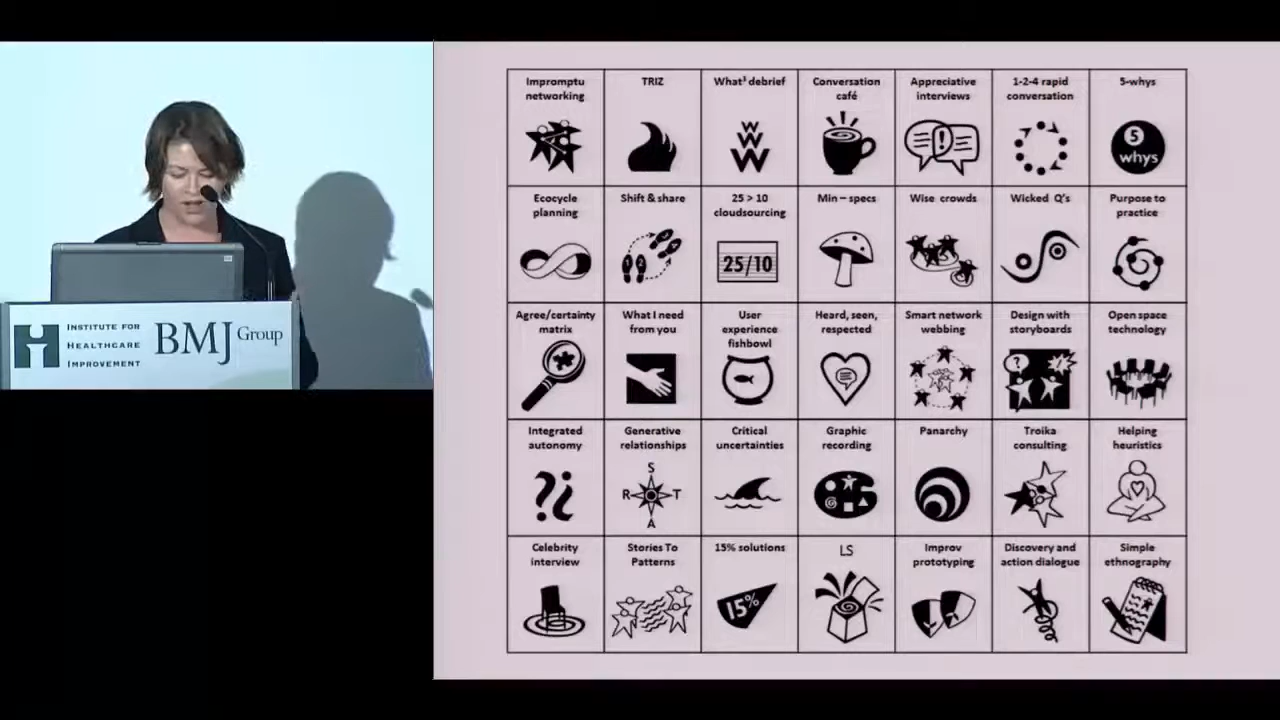 INSTITUTE FOR
HEALTHCARE
IMPROVEMENT
BMJ Group
Impromptu
networking
TRIZ
What³ debrief
Conversation
café
Appreciative
interviews
1-2-4 rapid
conversation
5-whys
W
W W
W
5
whys
Ecocycle
planning
Shift & share
25 > 10
cloudsourcing
Min – specs
Wise crowds
Wicked Q's
Purpose to
practice
1 2
25/10
Agree/certainty
matrix
What I need
from you
User
experience
fishbowl
Heard, seen,
respected
Smart network
webbing
Design with
storyboards
Open space
technology
?
!
Integrated
autonomy
Generative
relationships
Critical
uncertainties
Graphic
recording
Panarchy
Troika
consulting
Helping
heuristics
?¿
S
R T
A
Celebrity
interview
Stories To
Patterns
15% solutions
LS
Improv
prototyping
Discovery and
action dialogue
Simple
ethnography
15%